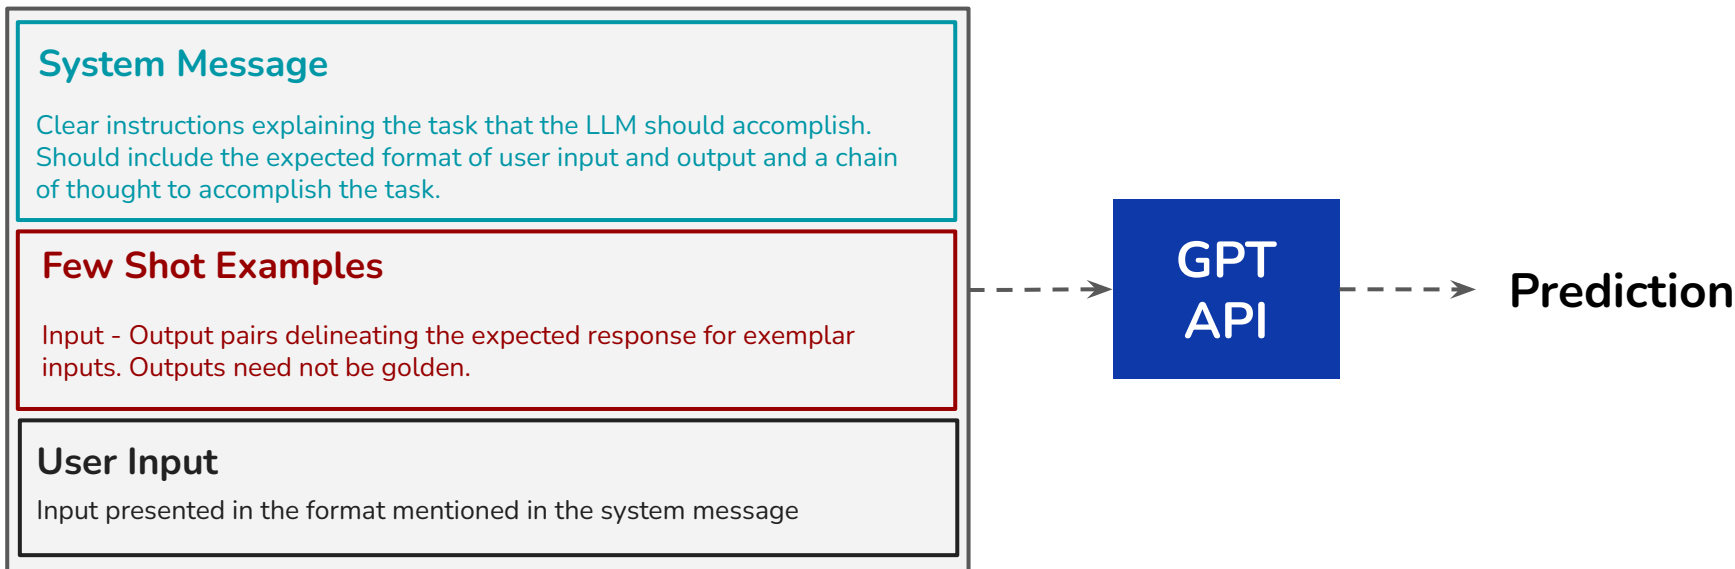 System Message
Clear instructions explaining the task that the LLM should accomplish.
Should include the expected format of user input and output and a chain
of thought to accomplish the task.
Few Shot Examples
Input - Output pairs delineating the expected response for exemplar
inputs. Outputs need not be golden.
User Input
Input presented in the format mentioned in the system message
GPT
API
Prediction